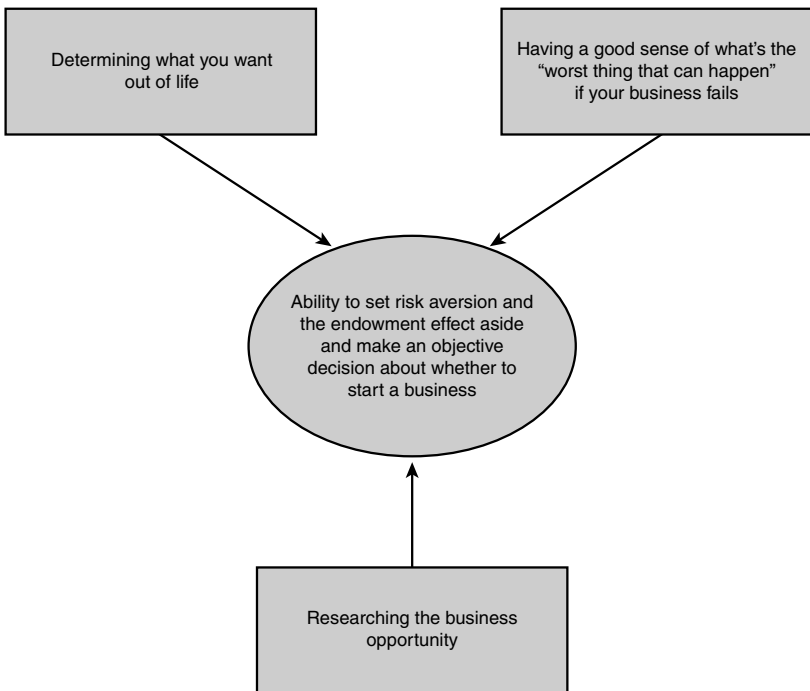 Determining what you want
out of life
Having a good sense of what’s the
“worst thing that can happen”
if your business fails
Ability to set risk aversion and
the endowment effect aside
and make an objective
decision about whether to
start a business
Researching the business
opportunity